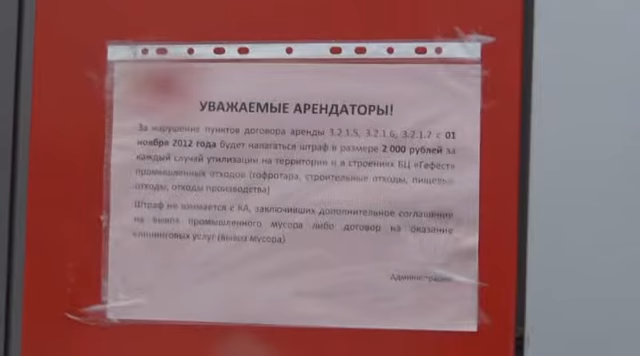 УВАЖАЕМЫЕ АРЕНДАТОРЫ!
За нарушение пунктов договора аренды 3.2.1.5, 3.2.1.6, 3.2.1.7 с 01
ноября 2012 года будет налагаться штраф в размере 2 000 рублей за
каждый случай утилизации на территории и в строениях БЦ «Гефест»
промышленных отходов (гофротара, строительные отходы, пищевые
отходы, отходы производства)
Штраф не взимается с КА, заключивших дополнительное соглашение
на вывоз промышленного мусора либо договор на оказание
клининговых услуг (вывоз мусора)
Администрация